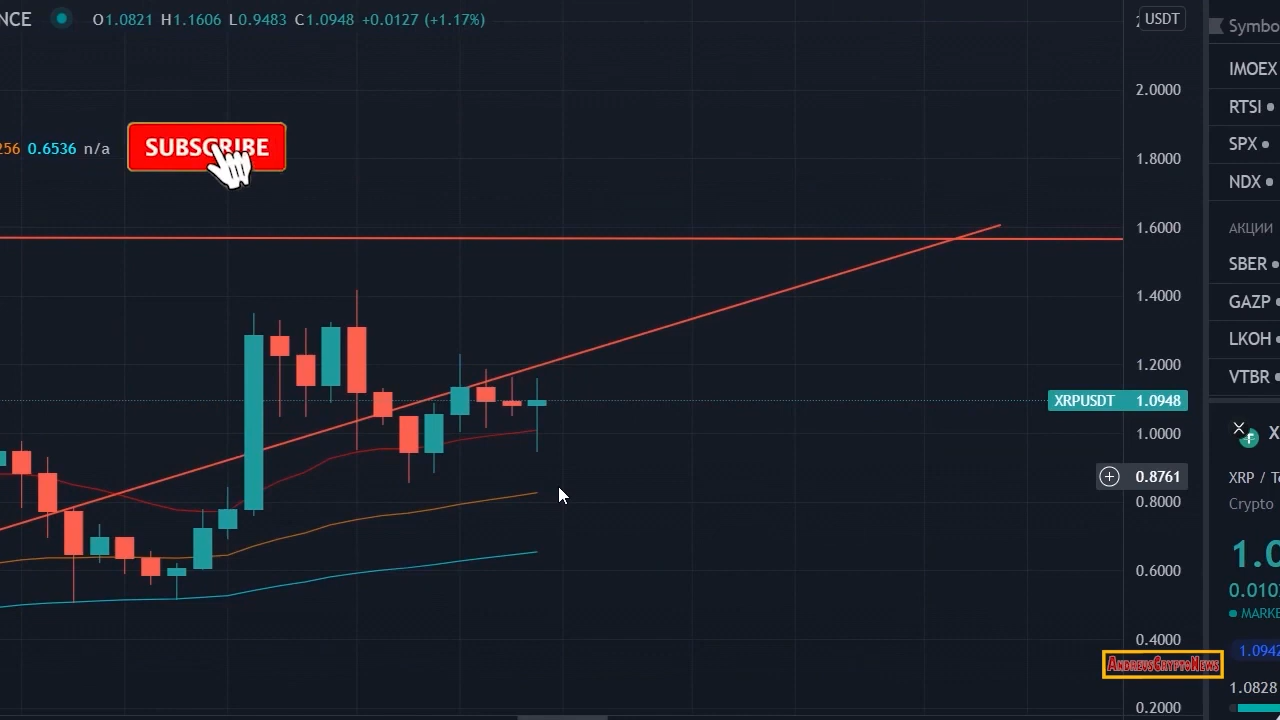 NCE O1.0821 H1.1606 L0.9483 C1.0948 +0.0127 (+1.17%)
USDT
Symbo
2.0000
IMOEX
RTSI
256 0.6536 n/a
SUBSCRIBE
SPX
1.8000
NDX
1.6000
АКЦИИ
SBER
1.4000
GAZP
LKOH
1.2000
VTBR
XRPUSDT 1.0948
1.0000
X
0.8761
XRP / Te
0.8000
Crypto
1.0
0.6000
0.010
MARKE
0.4000
1.0942
ANDREVSCRYPTONEWS
1.0828
0.2000